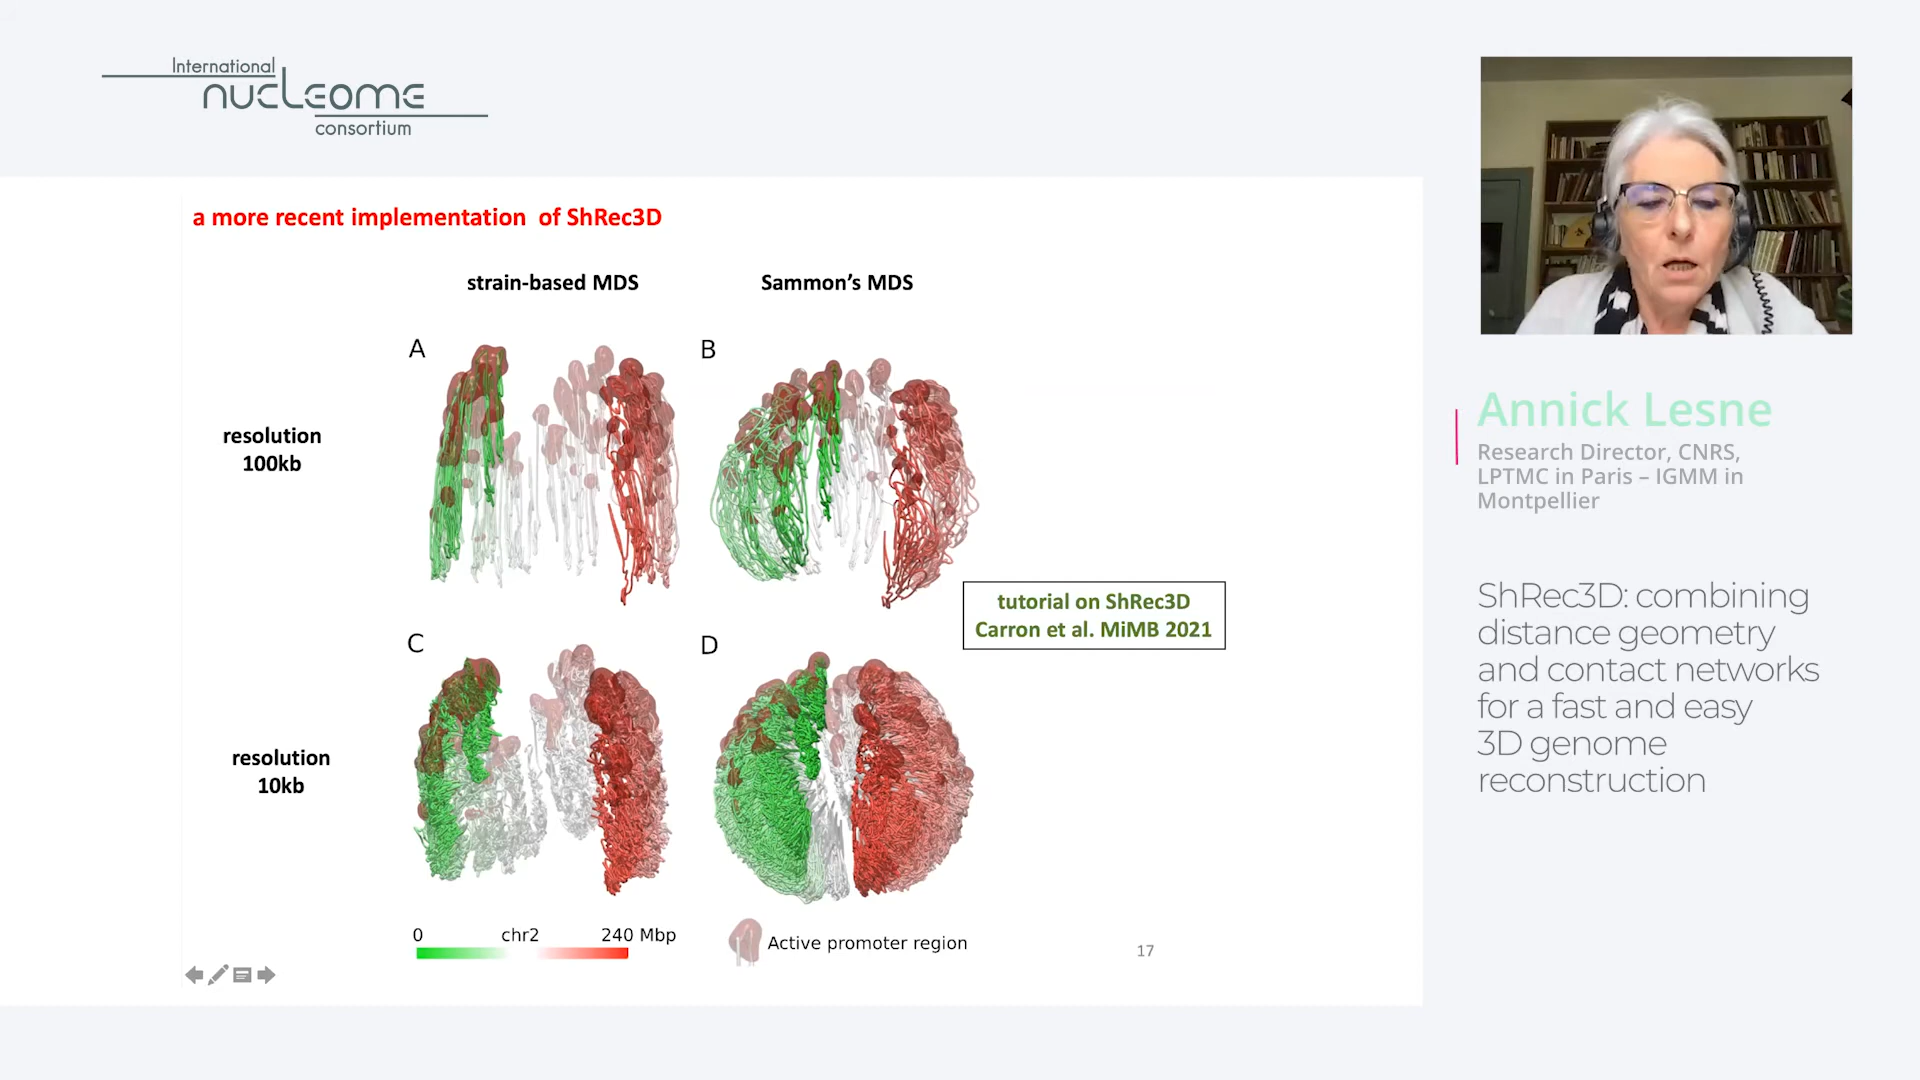 International
nucleome
consortium
a more recent implementation of ShRec3D
strain-based MDS
Sammon's MDS
A
B
resolution
100kb
tutorial on ShRec3D
Carron et al. MiMB 2021
C
D
resolution
10kb
0
chr2
240 Mbp
Active promoter region
17
Annick Lesne
Research Director, CNRS,
LPTMC in Paris – IGMM in
Montpellier
ShRec3D: combining
distance geometry
and contact networks
for a fast and easy
3D genome
reconstruction